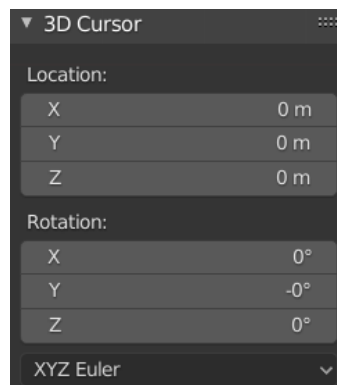 3D Cursor
Location:
X 0 m
Y 0 m
Z 0 m
Rotation:
X 0°
Y -0°
Z 0°
XYZ Euler